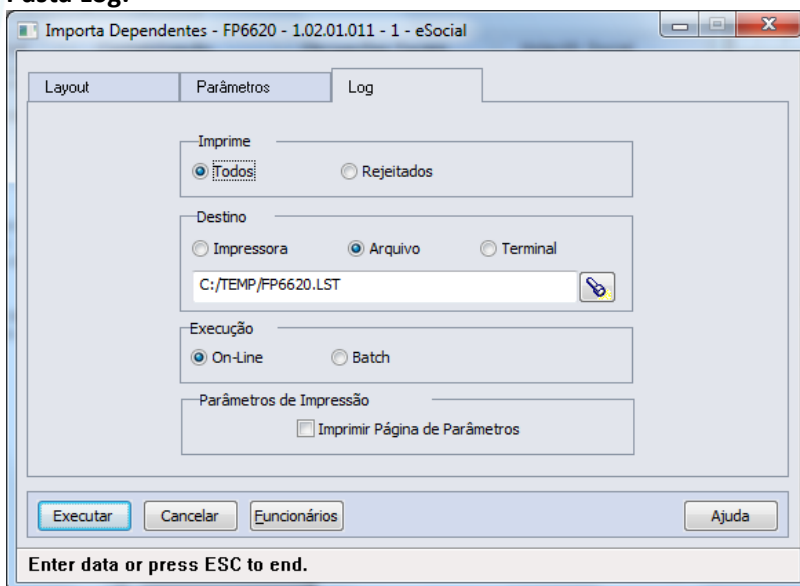 Pasta Log:
Importa Dependentes - FP6620 - 1.02.01.011 - 1 - eSocial
Layout Parâmetros Log
Imprime
Todos Rejeitados
Destino
Impressora Arquivo Terminal
C:/TEMP/FP6620.LST
Execução
On-Line Batch
Parâmetros de Impressão
Imprimir Página de Parâmetros
Executar Cancelar Funcionários Ajuda
Enter data or press ESC to end.